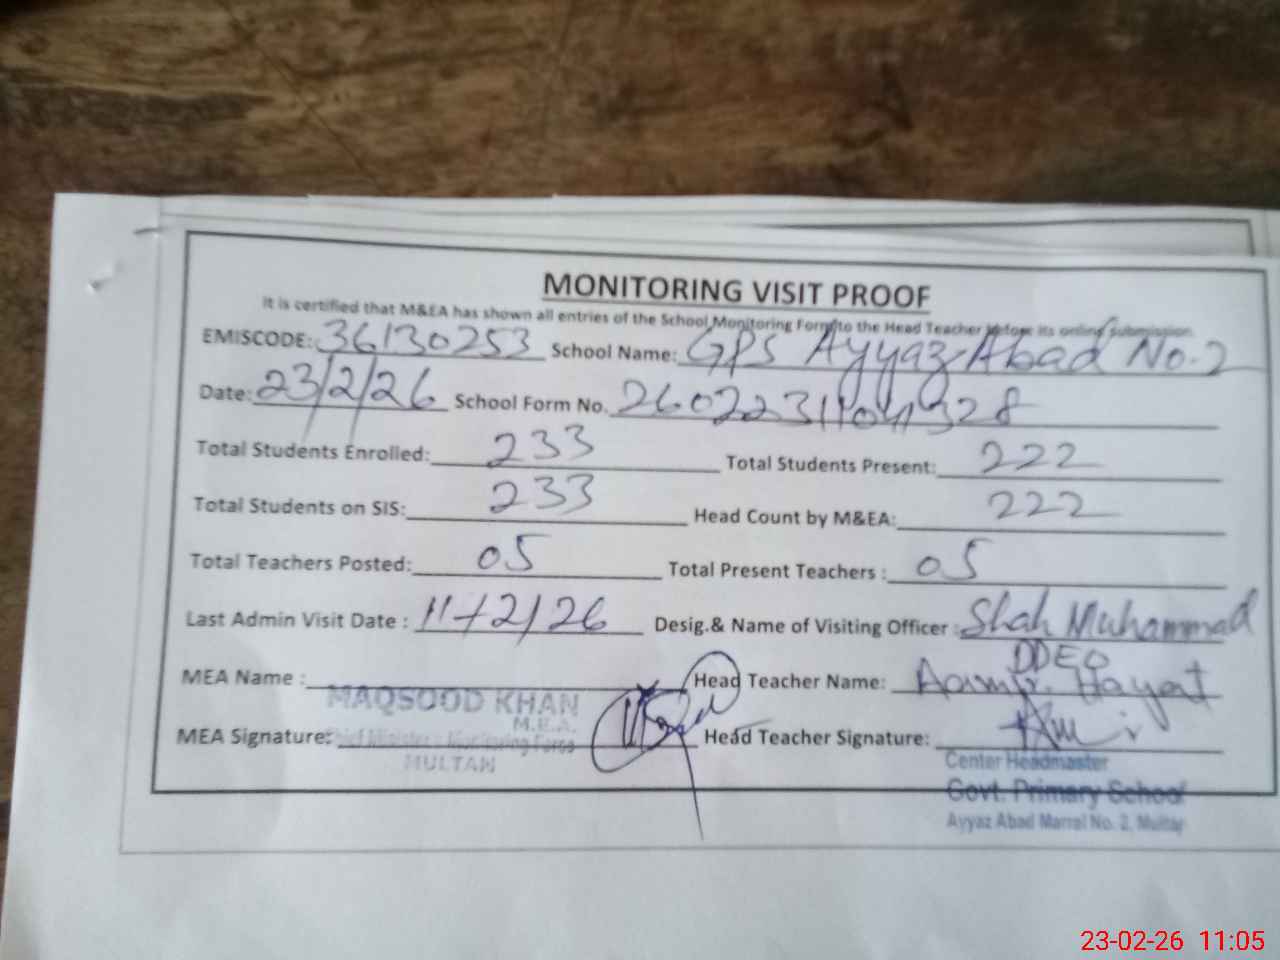 MONITORING VISIT PROOF
It is certified that M&EA has shown all entries of the School Monitoring Form to the Head Teacher before its online submission
EMISCODE: 36130253 School Name: GPS Ayyaz Abad No. 2
Date: 23/2/26 School Form No.
Total Students Enrolled: 233 Total Students Present: 222
Total Students on SIS: 233 Head Count by M&EA: 222
Total Teachers Posted: 05 Total Present Teachers : 05
Last Admin Visit Date : 11/2/26 Desig.& Name of Visiting Officer : Shah Muhammad
DDEO
MEA Name : Head Teacher Name: Aamir Hayat
MAQSOOD KHAN
M.E.A.
MEA Signature: Chief Minister's Monitoring Force Head Teacher Signature:
MULTAN
Center Headmaster
Govt. Primary School
Ayyaz Abad Marral No. 2, Multan
23-02-26 11:05